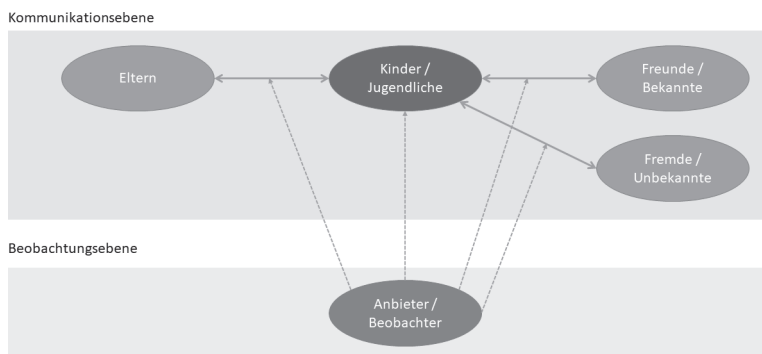 Kommunikationsebene
Eltern
Kinder /
Jugendliche
Freunde /
Bekannte
Fremde /
Unbekannte
Beobachtungsebene
Anbieter /
Beobachter